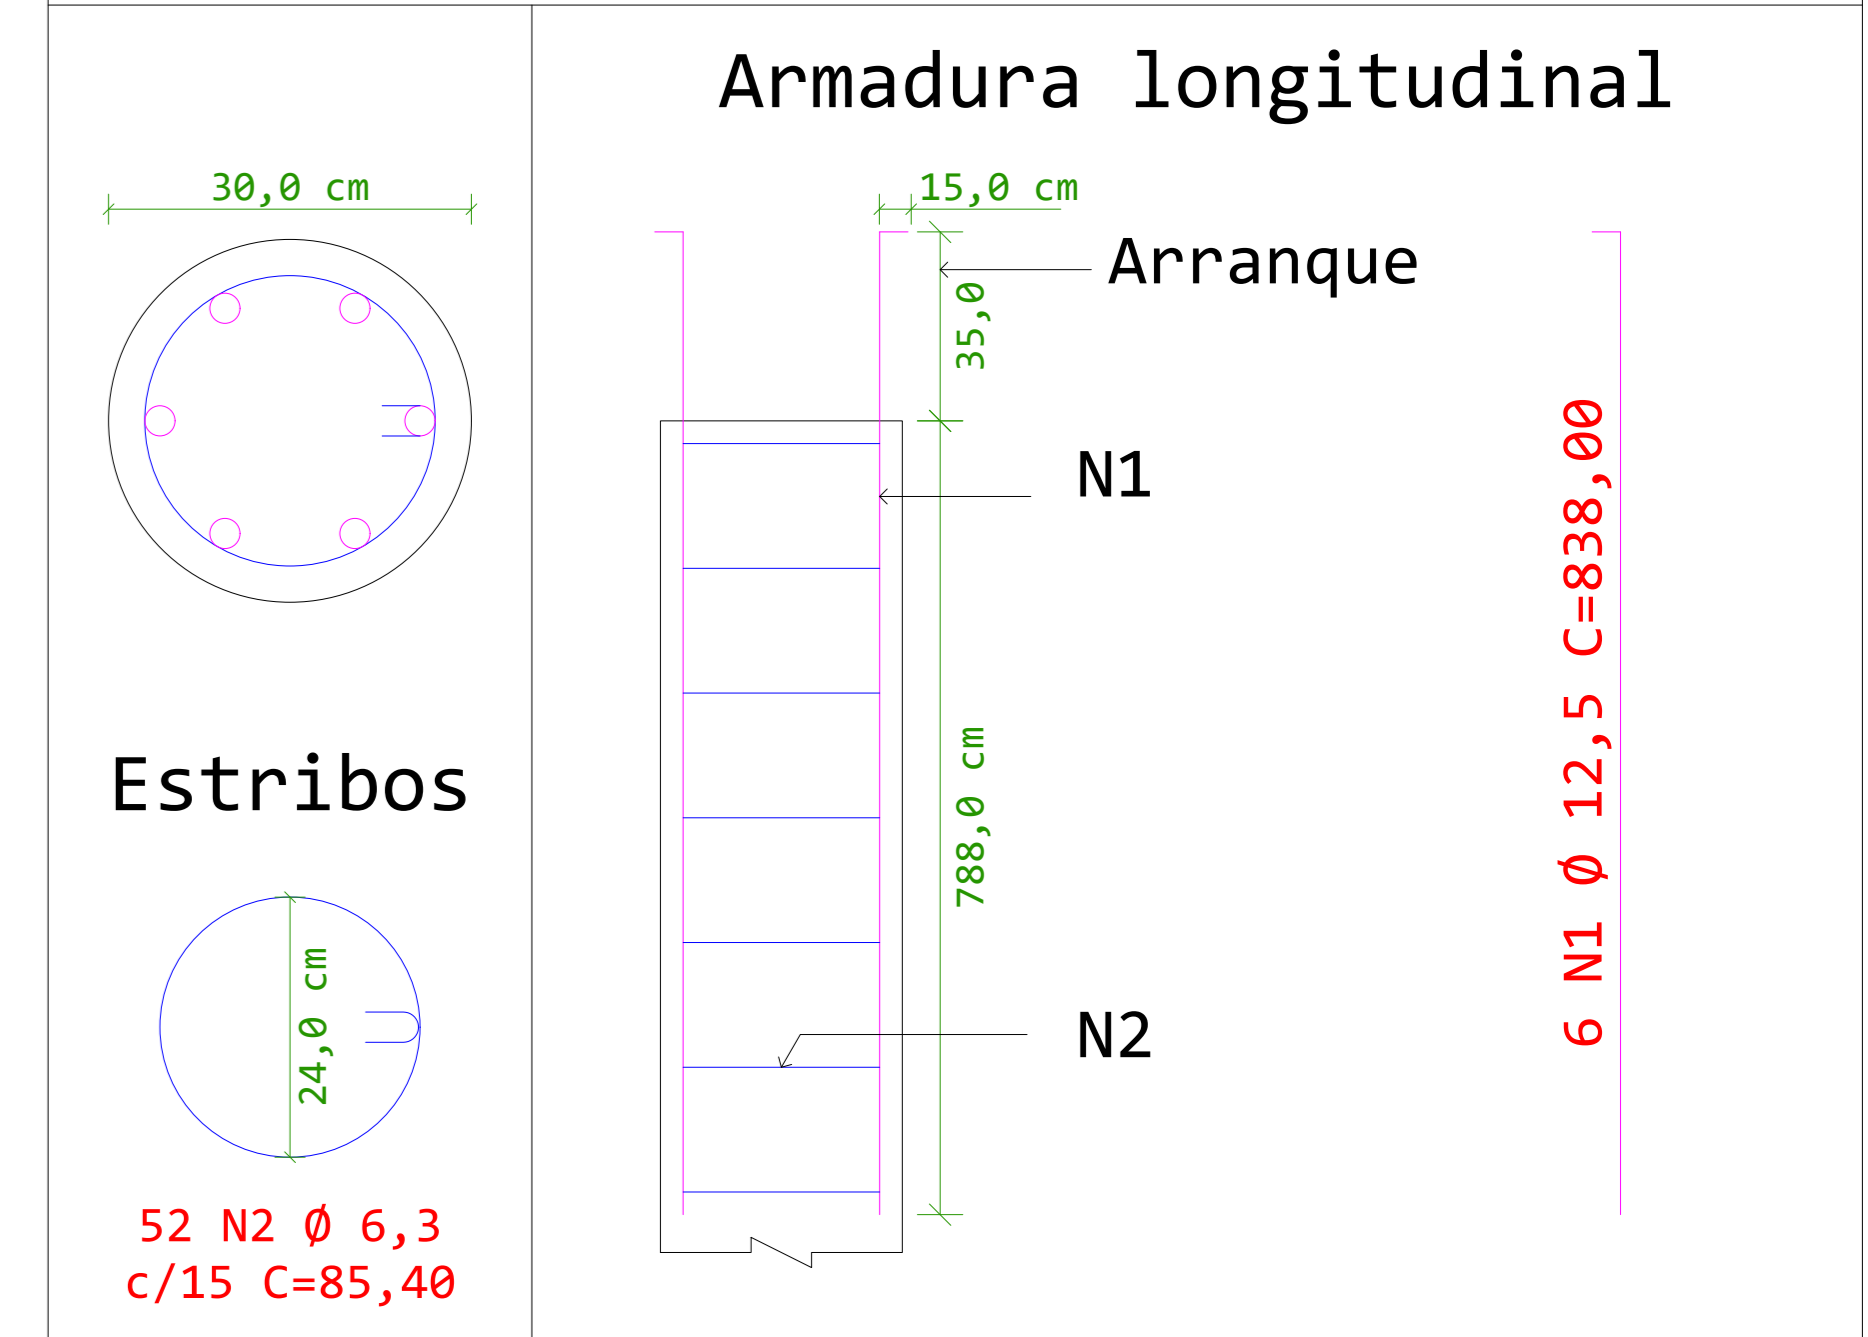 Armadura longitudinal
30,0 cm
15,0 cm
Arranque
35,0
N1
788,0 cm
N2
6 N1 Ø 12,5 C=838,00
Estribos
24,0 cm
52 N2 Ø 6,3
c/15 C=85,40